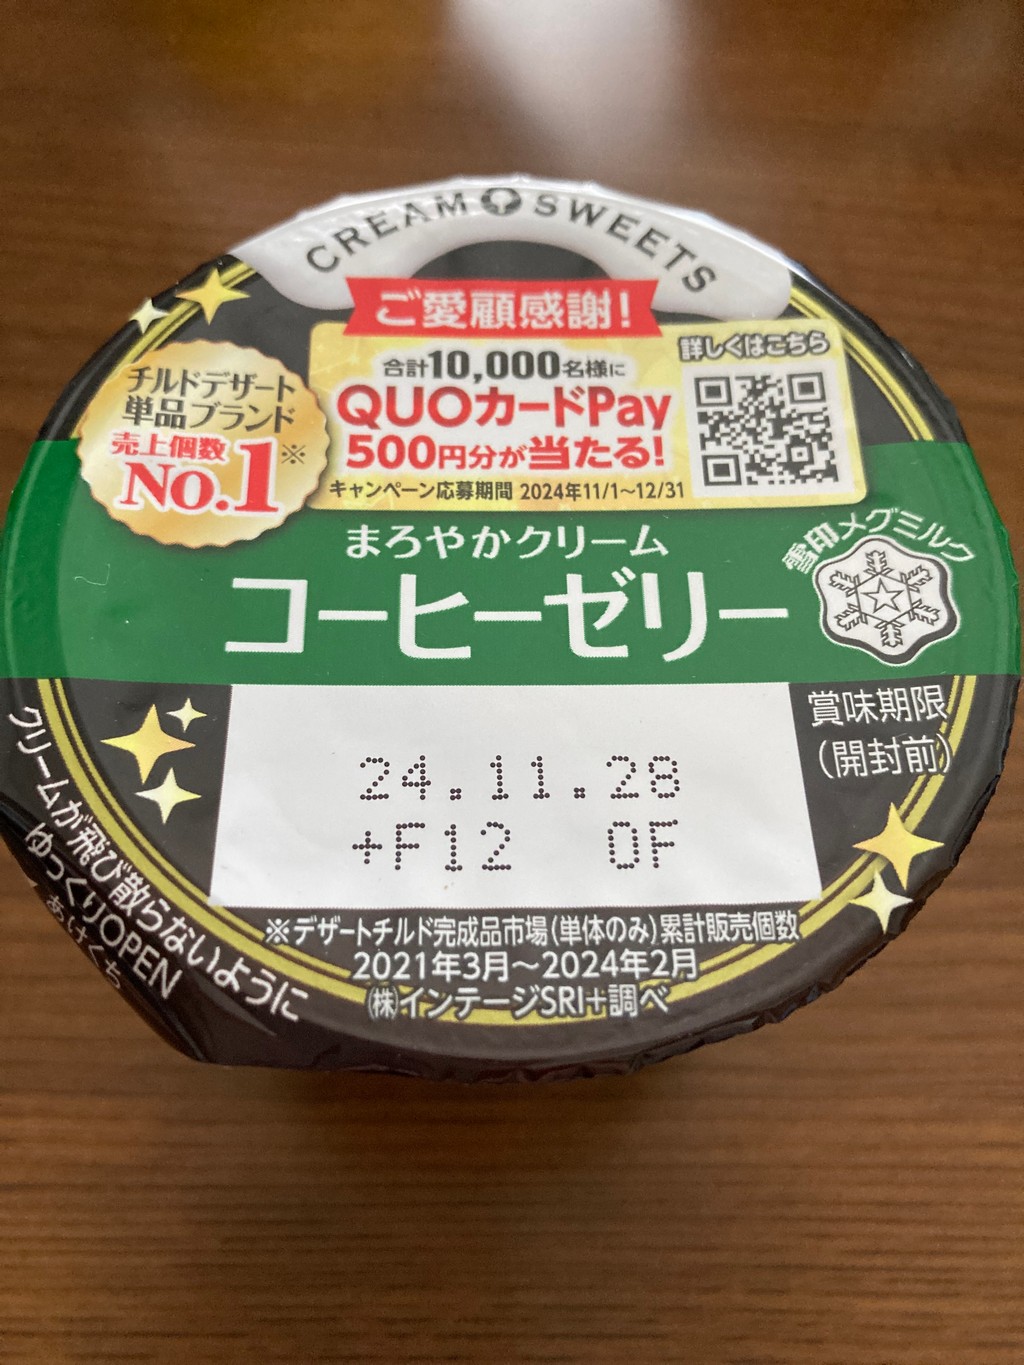 CREAM SWEETS
ご愛顧感謝!
合計10,000名様に
QUOカードPay
500円分が当たる!
キャンペーン応募期間 2024年11/1~12/31
詳しくはこちら
チルドデザート
単品ブランド
売上個数※
No.1
まろやかクリーム
コーヒーゼリー
雪印メグミルク
賞味期限
(開封前)
24.11.28
+F12 0F
クリームが飛び散らないように
ゆっくりOPEN
あけくち
※デザートチルド完成品市場(単体のみ)累計販売個数
2021年3月~2024年2月
㈱インテージSRI+調べ